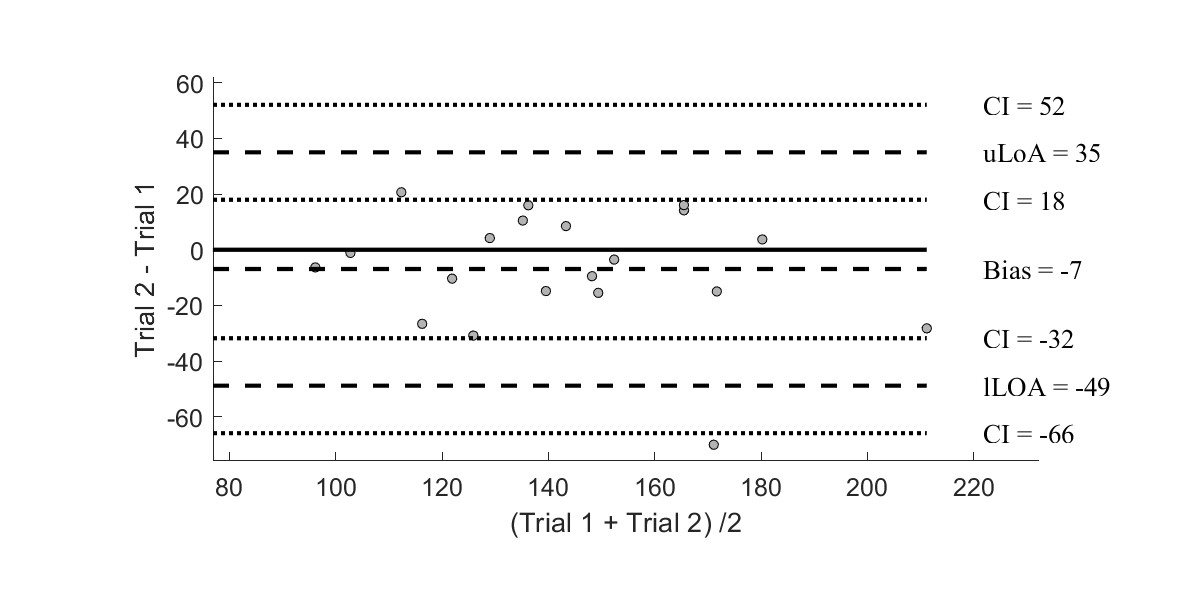 60
40
20
0
-20
-40
-60
Trial 2 - Trial 1
CI = 52
uLoA = 35
CI = 18
Bias = -7
CI = -32
lLOA = -49
CI = -66
80 100 120 140 160 180 200 220
(Trial 1 + Trial 2) /2